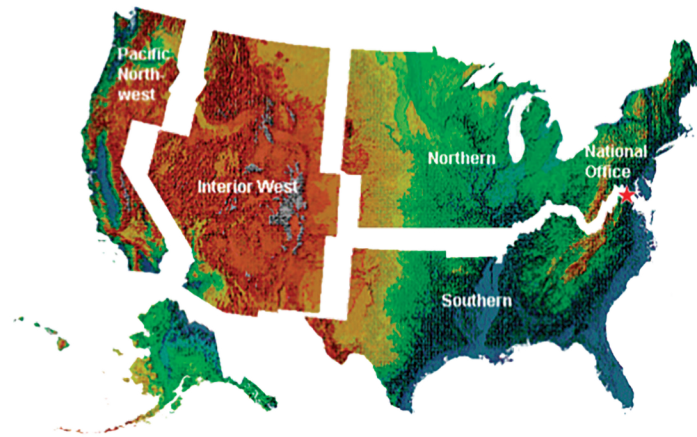 Pacific
North-
west
Interior West
Northern
National
Office
Southern